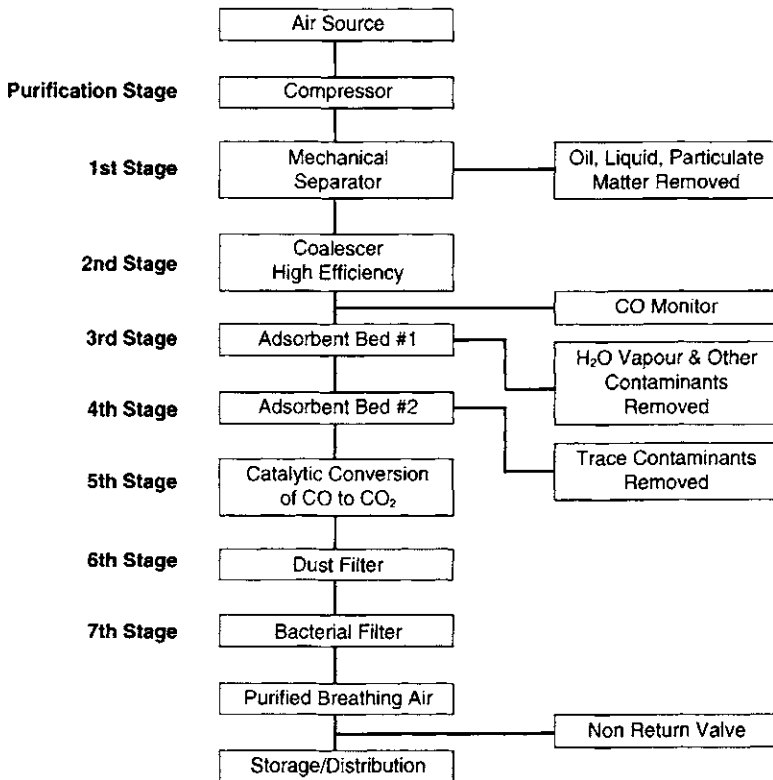 Air Source
Purification Stage
Compressor
1st Stage
Mechanical
Separator
Oil, Liquid, Particulate
Matter Removed
2nd Stage
Coalescer
High Efficiency
CO Monitor
3rd Stage
Adsorbent Bed #1
H₂O Vapour & Other
Contaminants
Removed
4th Stage
Adsorbent Bed #2
Trace Contaminants
Removed
5th Stage
Catalytic Conversion
of CO to CO₂
6th Stage
Dust Filter
7th Stage
Bacterial Filter
Purified Breathing Air
Non Return Valve
Storage/Distribution